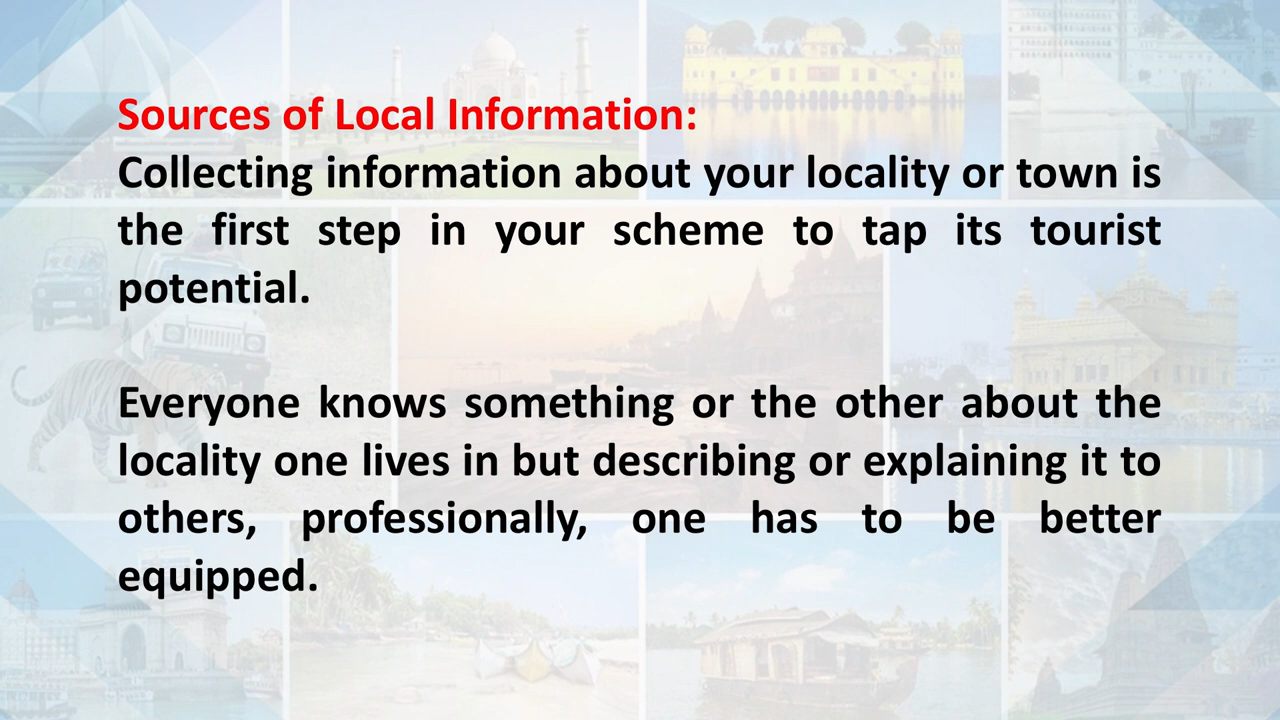 Sources of Local Information:
Collecting information about your locality or town is
the first step in your scheme to tap its tourist
potential.
Everyone knows something or the other about the
locality one lives in but describing or explaining it to
others, professionally, one has to be better
equipped.